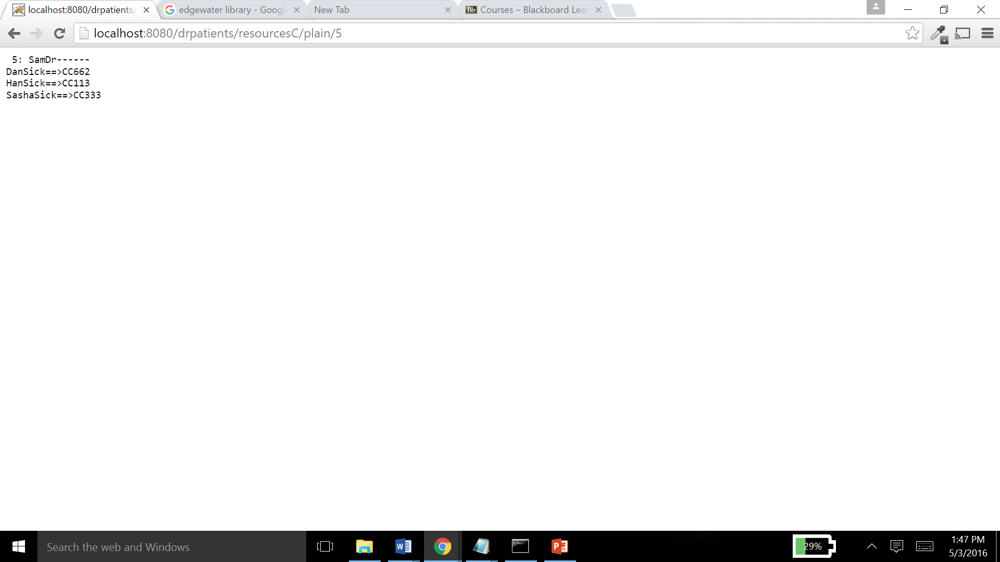 localhost:8080/drpatients/
edgewater library - Googl
New Tab
Bb Courses – Blackboard Lea
localhost:8080/drpatients/resourcesC/plain/5
5: SamDr------
DanSick==>CC662
HanSick==>CC113
SashaSick==>CC333
Search the web and Windows
29%
1:47 PM
5/3/2016